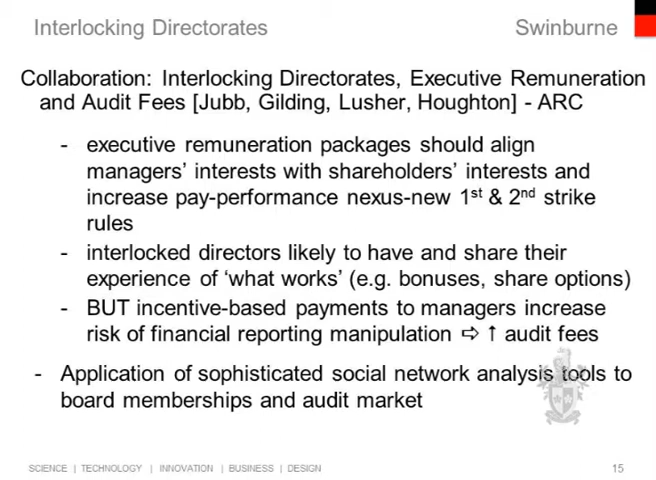 Interlocking Directorates Swinburne
Collaboration: Interlocking Directorates, Executive Remuneration
and Audit Fees [Jubb, Gilding, Lusher, Houghton] - ARC
- executive remuneration packages should align
managers’ interests with shareholders’ interests and
increase pay-performance nexus-new 1st & 2nd strike
rules
- interlocked directors likely to have and share their
experience of ‘what works’ (e.g. bonuses, share options)
- BUT incentive-based payments to managers increase
risk of financial reporting manipulation ⇨ ↑ audit fees
- Application of sophisticated social network analysis tools to
board memberships and audit market
SCIENCE | TECHNOLOGY | INNOVATION | BUSINESS | DESIGN 15